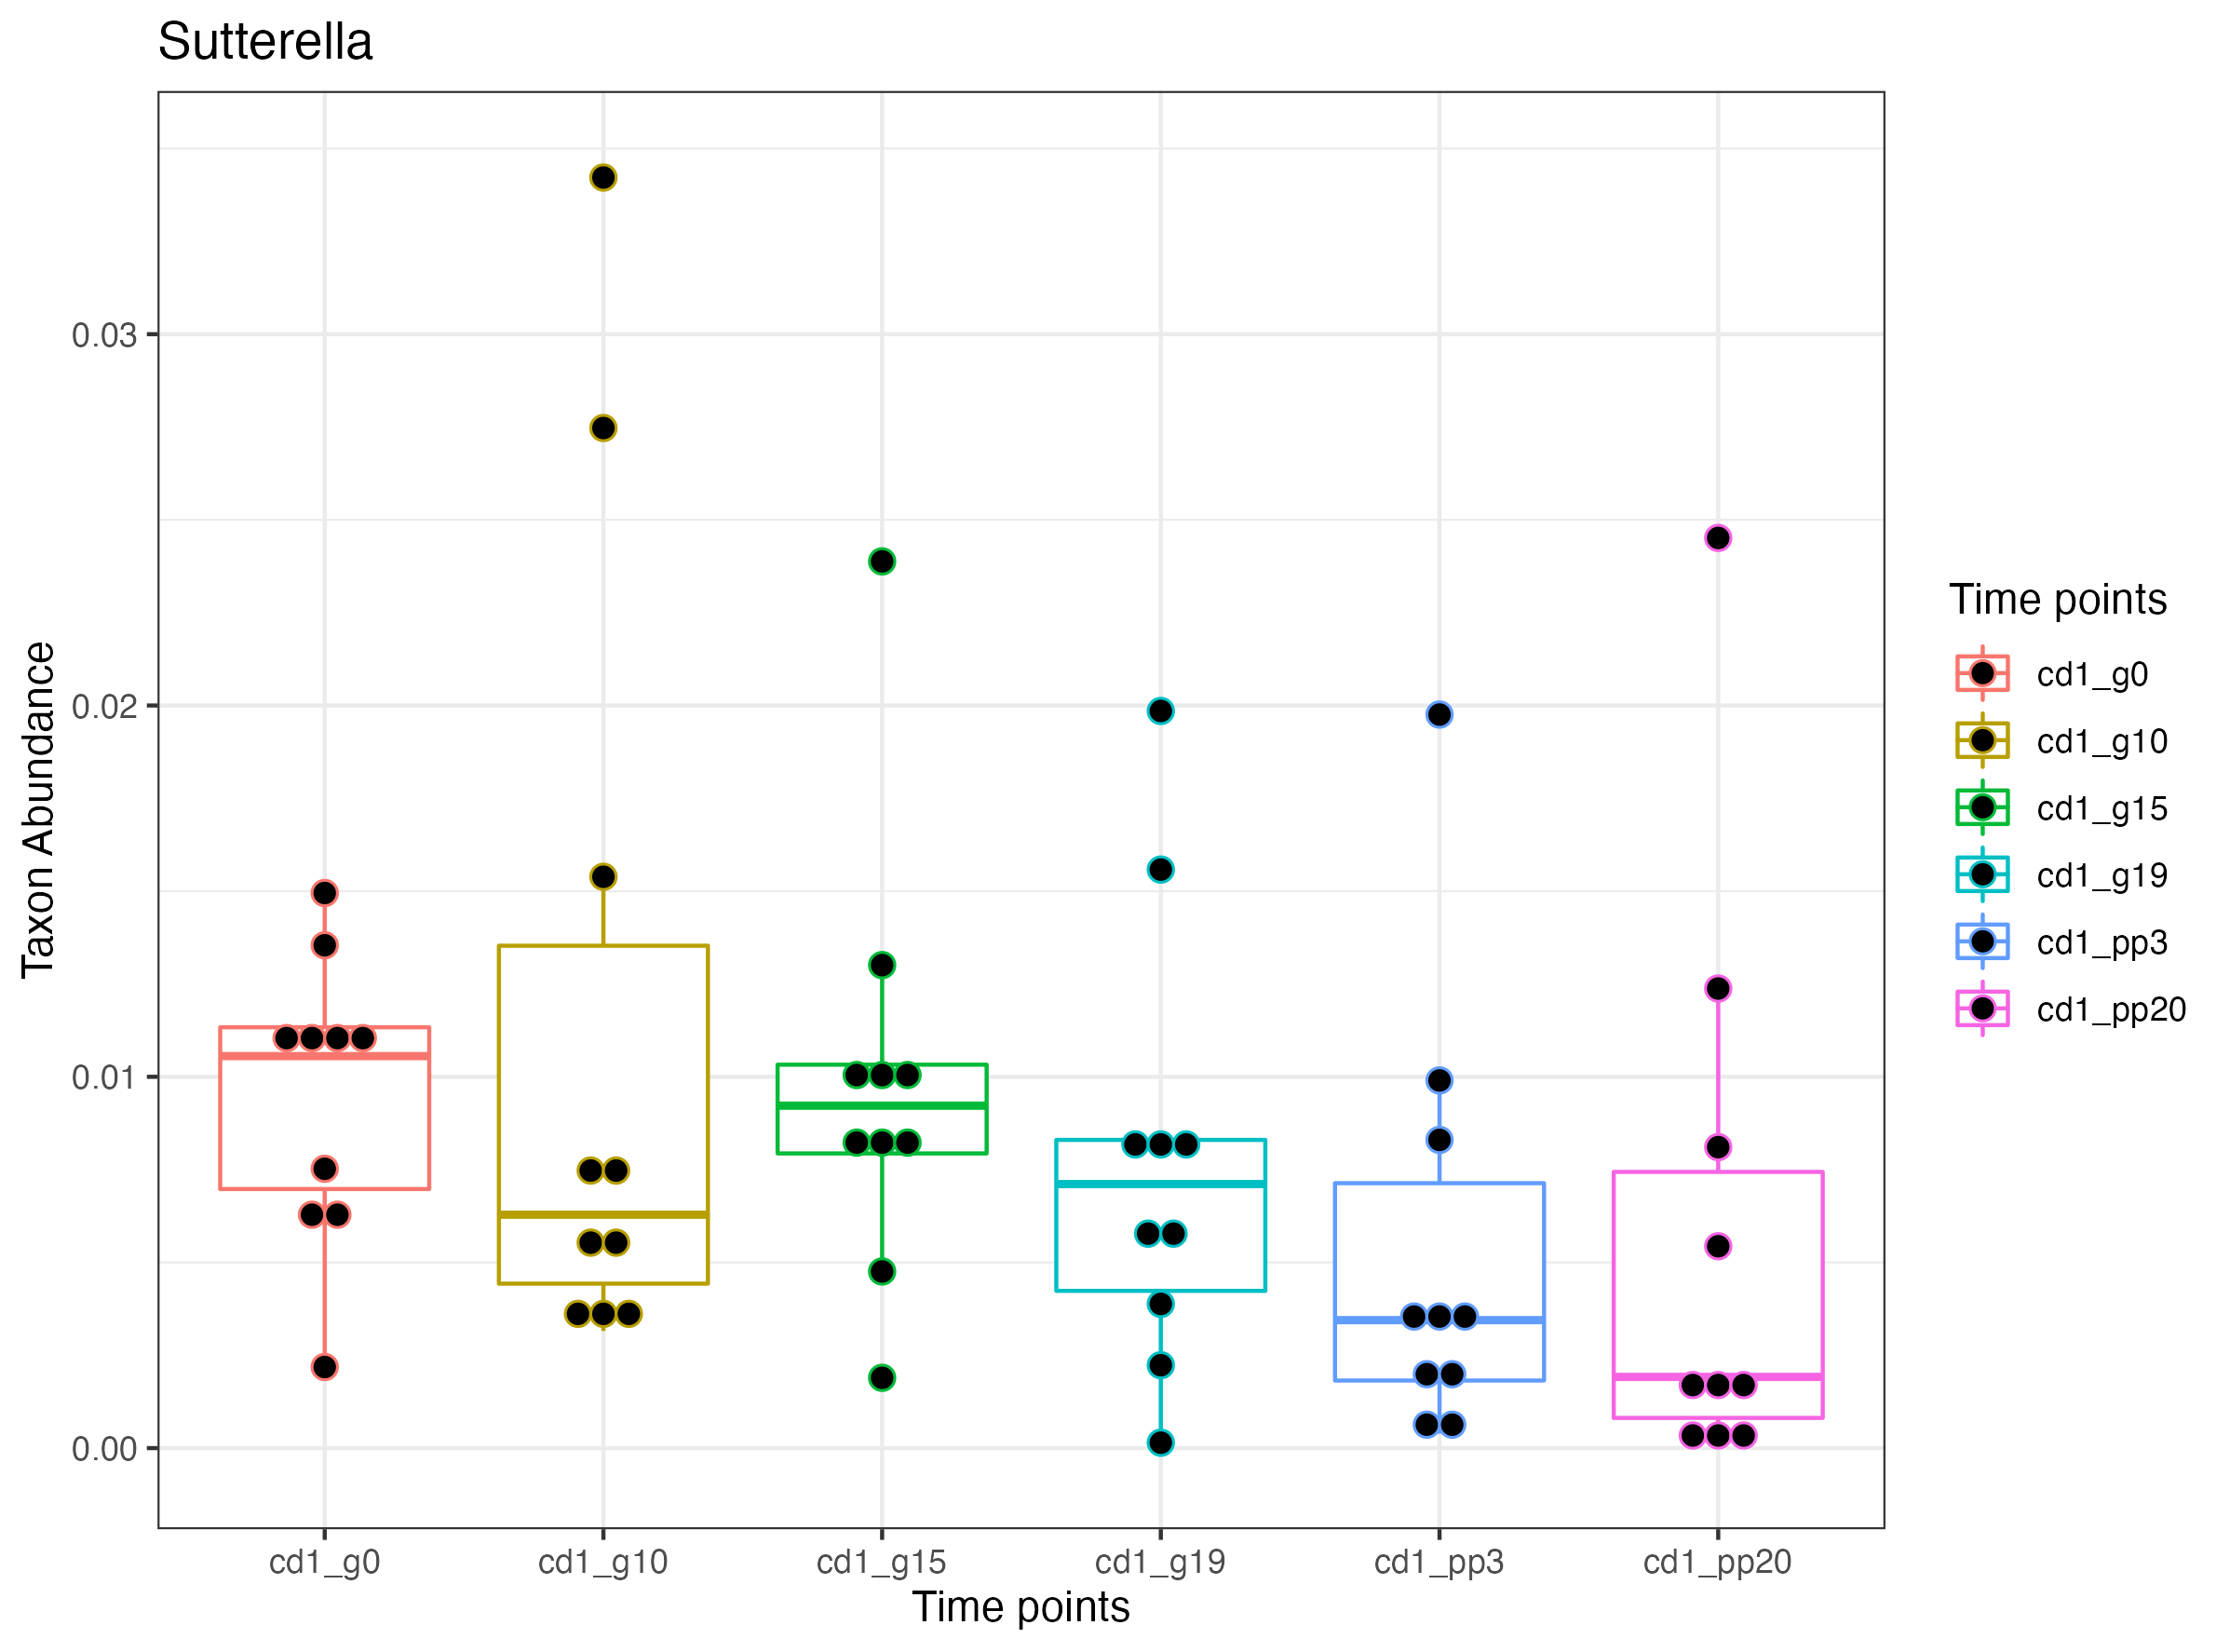 Sutterella
Taxon Abundance
0.03
0.02
0.01
0.00
cd1_g0
cd1_g10
cd1_g15
cd1_g19
cd1_pp3
cd1_pp20
Time points
Time points
cd1_g0
cd1_g10
cd1_g15
cd1_g19
cd1_pp3
cd1_pp20